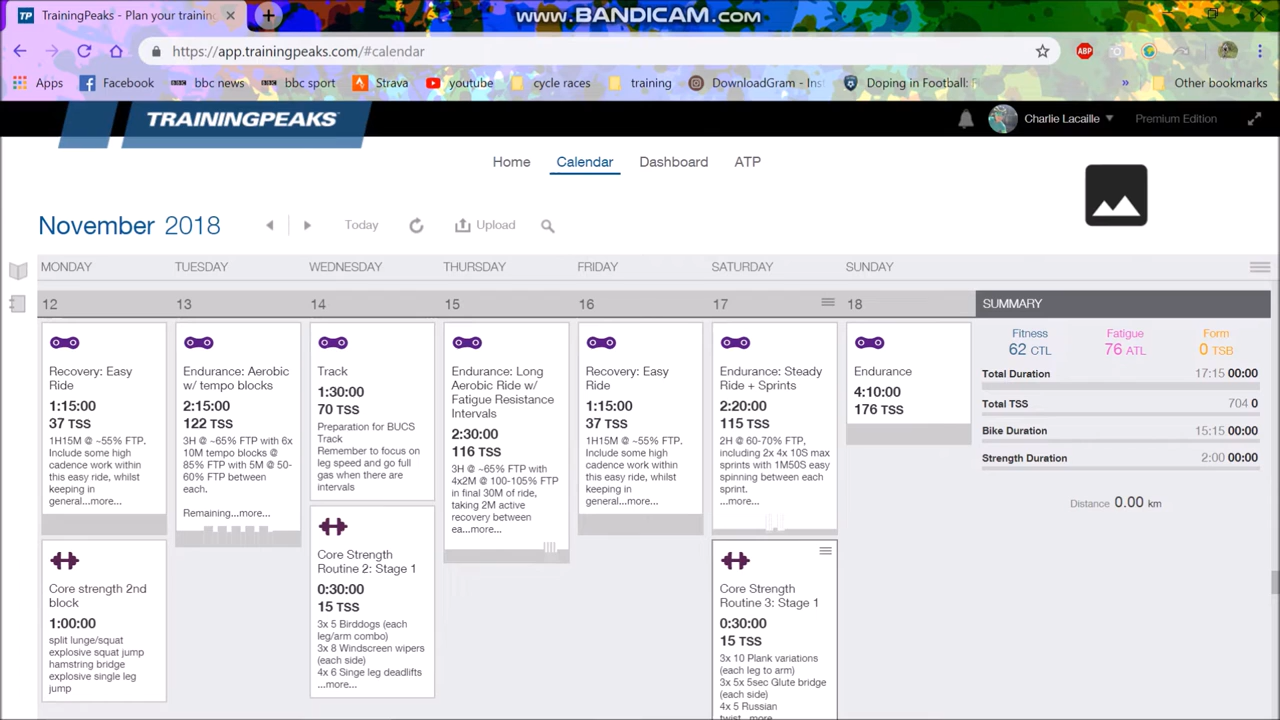 TrainingPeaks - Plan your training
WWW.BANDICAM.COM
https://app.trainingpeaks.com/#calendar
ABP
Apps
Facebook
bbc news
bbc sport
Strava
youtube
cycle races
training
DownloadGram - Inst
Doping in Football:
»
Other bookmarks
TRAININGPEAKS
Charlie Lacaille
Premium Edition
Home
Calendar
Dashboard
ATP
November 2018
Today
Upload
MONDAY TUESDAY WEDNESDAY THURSDAY FRIDAY SATURDAY SUNDAY
12 13 14 15 16 17 18 SUMMARY
Recovery: Easy
Ride
1:15:00
37 TSS
1H15M @ ~55% FTP.
Include some high
cadence work within
this easy ride, whilst
keeping in
general...more...
Core strength 2nd
block
1:00:00
split lunge/squat
explosive squat jump
hamstring bridge
explosive single leg
jump
Endurance: Aerobic
w/ tempo blocks
2:15:00
122 TSS
3H @ ~65% FTP with 6x
10M tempo blocks @
85% FTP with 5M @ 50-
60% FTP between
each.
Remaining...more...
Track
1:30:00
70 TSS
Preparation for BUCS
Track
Remember to focus on
leg speed and go full
gas when there are
intervals
Core Strength
Routine 2: Stage 1
0:30:00
15 TSS
3x 5 Birddogs (each
leg/arm combo)
3x 8 Windscreen wipers
(each side)
4x 6 Singe leg deadlifts
...more...
Endurance: Long
Aerobic Ride w/
Fatigue Resistance
Intervals
2:30:00
116 TSS
3H @ ~65% FTP with
4x2M @ 100-105% FTP
in final 30M of ride,
taking 2M active
recovery between
ea...more...
Recovery: Easy
Ride
1:15:00
37 TSS
1H15M @ ~55% FTP.
Include some high
cadence work within
this easy ride, whilst
keeping in
general...more...
Endurance: Steady
Ride + Sprints
2:20:00
115 TSS
2H @ 60-70% FTP,
including 2x 4x 10S max
sprints with 1M50S easy
spinning between each
sprint.
...more...
Core Strength
Routine 3: Stage 1
0:30:00
15 TSS
3x 10 Plank variations
(each leg to arm)
3x 5x 5sec Glute bridge
(each side)
4x 5 Russian
twist...more...
Endurance
4:10:00
176 TSS
Fitness Fatigue Form
62 CTL 76 ATL 0 TSB
Total Duration 17:15 00:00
Total TSS 704 0
Bike Duration 15:15 00:00
Strength Duration 2:00 00:00
Distance 0.00 km